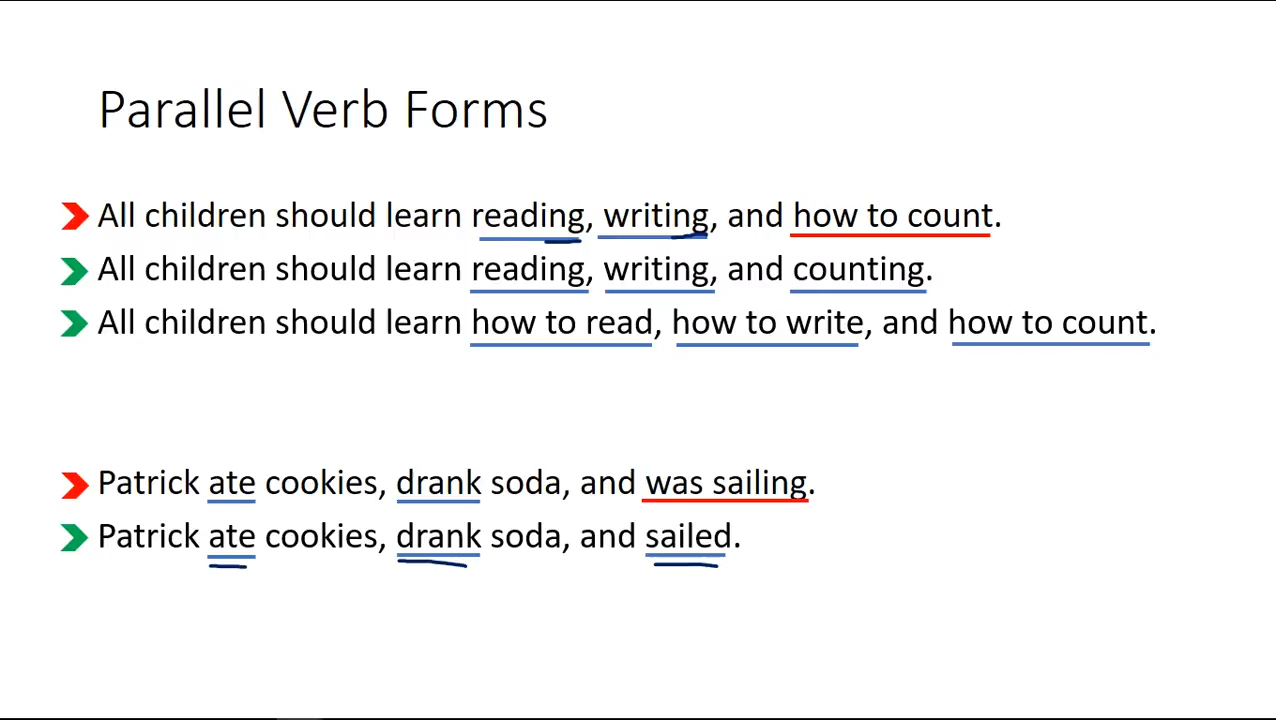 Parallel Verb Forms
All children should learn reading, writing, and how to count.
All children should learn reading, writing, and counting.
All children should learn how to read, how to write, and how to count.
Patrick ate cookies, drank soda, and was sailing.
Patrick ate cookies, drank soda, and sailed.